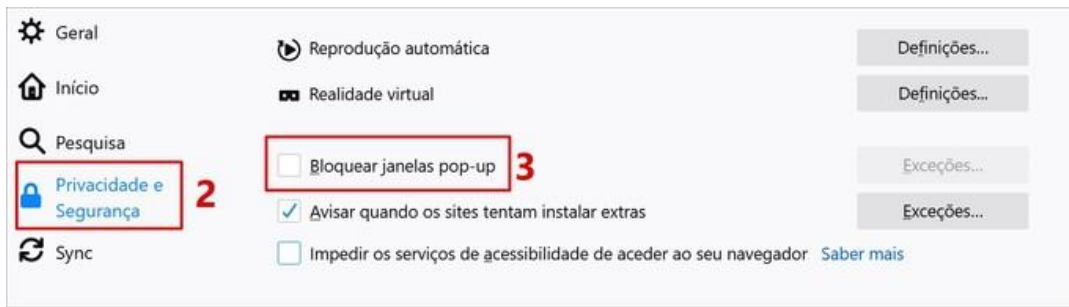 Geral
Início
Pesquisa
Privacidade e
Segurança
2
Sync
Reprodução automática
Definições...
Realidade virtual
Definições...
Bloquear janelas pop-up
3
Exceções...
Avisar quando os sites tentam instalar extras
Exceções...
Impedir os serviços de acessibilidade de aceder ao seu navegador Saber mais